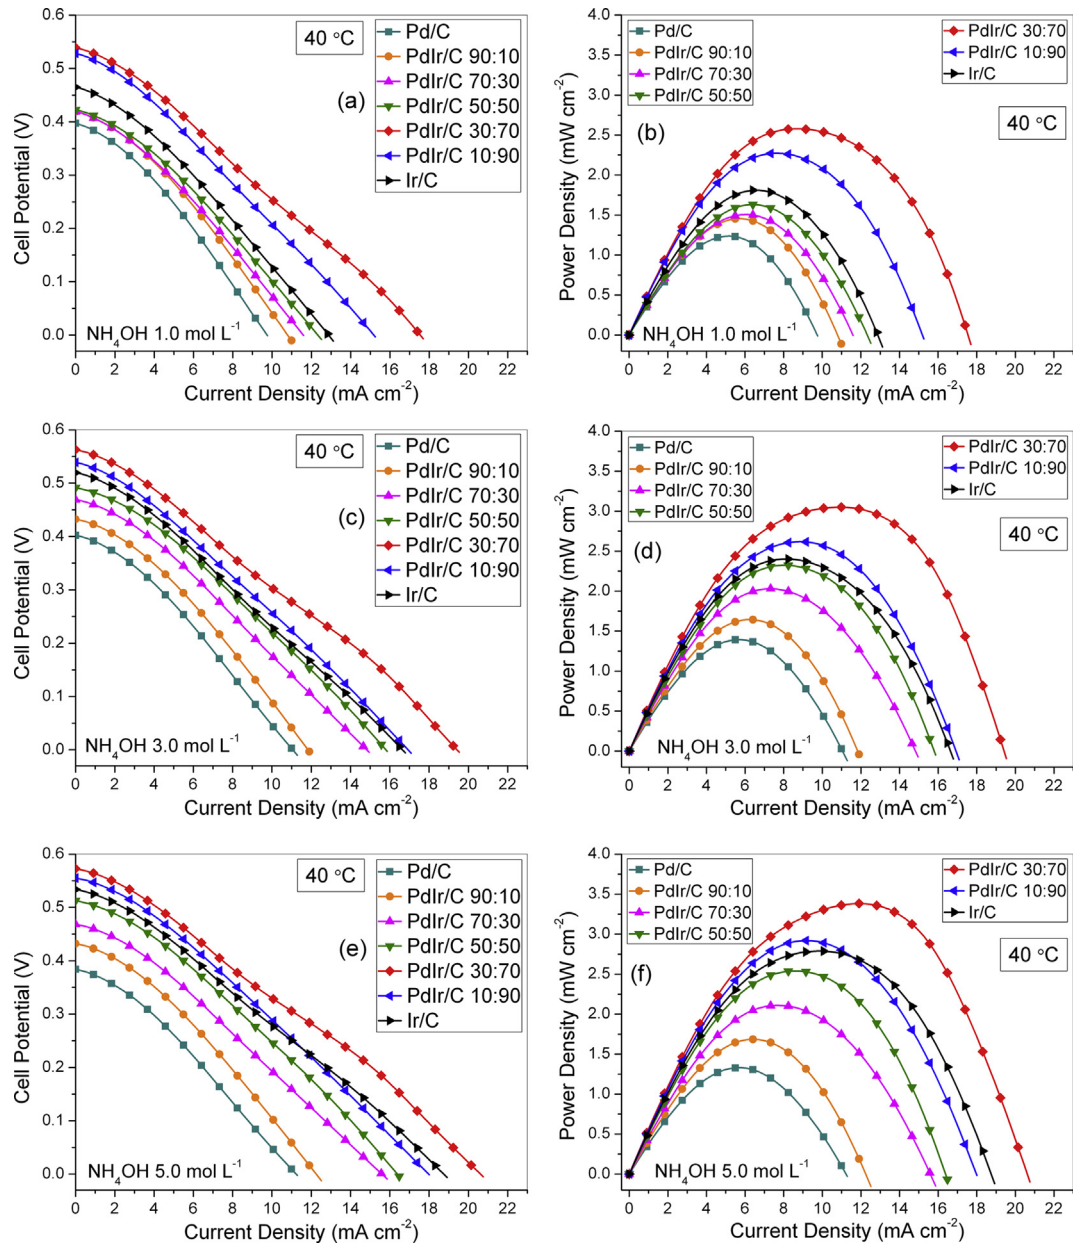 0.6
0.5
0.4
0.3
0.2
0.1
0.0
Cell Potential (V)
40 °C
Pd/C
PdIr/C 90:10
PdIr/C 70:30
PdIr/C 50:50
PdIr/C 30:70
PdIr/C 10:90
Ir/C
(a)
NH₄OH 1.0 mol L⁻¹
0 2 4 6 8 10 12 14 16 18 20 22
Current Density (mA cm⁻²)
4.0
3.5
3.0
2.5
2.0
1.5
1.0
0.5
0.0
Power Density (mW cm⁻²)
Pd/C
PdIr/C 90:10
PdIr/C 70:30
PdIr/C 50:50
PdIr/C 30:70
PdIr/C 10:90
Ir/C
(b)
40 °C
NH₄OH 1.0 mol L⁻¹
0 2 4 6 8 10 12 14 16 18 20 22
Current Density (mA cm⁻²)
0.6
0.5
0.4
0.3
0.2
0.1
0.0
Cell Potential (V)
40 °C
Pd/C
PdIr/C 90:10
PdIr/C 70:30
PdIr/C 50:50
PdIr/C 30:70
PdIr/C 10:90
Ir/C
(c)
NH₄OH 3.0 mol L⁻¹
0 2 4 6 8 10 12 14 16 18 20 22
Current Density (mA cm⁻²)
4.0
3.5
3.0
2.5
2.0
1.5
1.0
0.5
0.0
Power Density (mW cm⁻²)
Pd/C
PdIr/C 90:10
PdIr/C 70:30
PdIr/C 50:50
PdIr/C 30:70
PdIr/C 10:90
Ir/C
(d)
40 °C
NH₄OH 3.0 mol L⁻¹
0 2 4 6 8 10 12 14 16 18 20 22
Current Density (mA cm⁻²)
0.6
0.5
0.4
0.3
0.2
0.1
0.0
Cell Potential (V)
40 °C
Pd/C
PdIr/C 90:10
PdIr/C 70:30
PdIr/C 50:50
PdIr/C 30:70
PdIr/C 10:90
Ir/C
(e)
NH₄OH 5.0 mol L⁻¹
0 2 4 6 8 10 12 14 16 18 20 22
Current Density (mA cm⁻²)
4.0
3.5
3.0
2.5
2.0
1.5
1.0
0.5
0.0
Power Density (mW cm⁻²)
Pd/C
PdIr/C 90:10
PdIr/C 70:30
PdIr/C 50:50
PdIr/C 30:70
PdIr/C 10:90
Ir/C
(f)
40 °C
NH₄OH 5.0 mol L⁻¹
0 2 4 6 8 10 12 14 16 18 20 22
Current Density (mA cm⁻²)